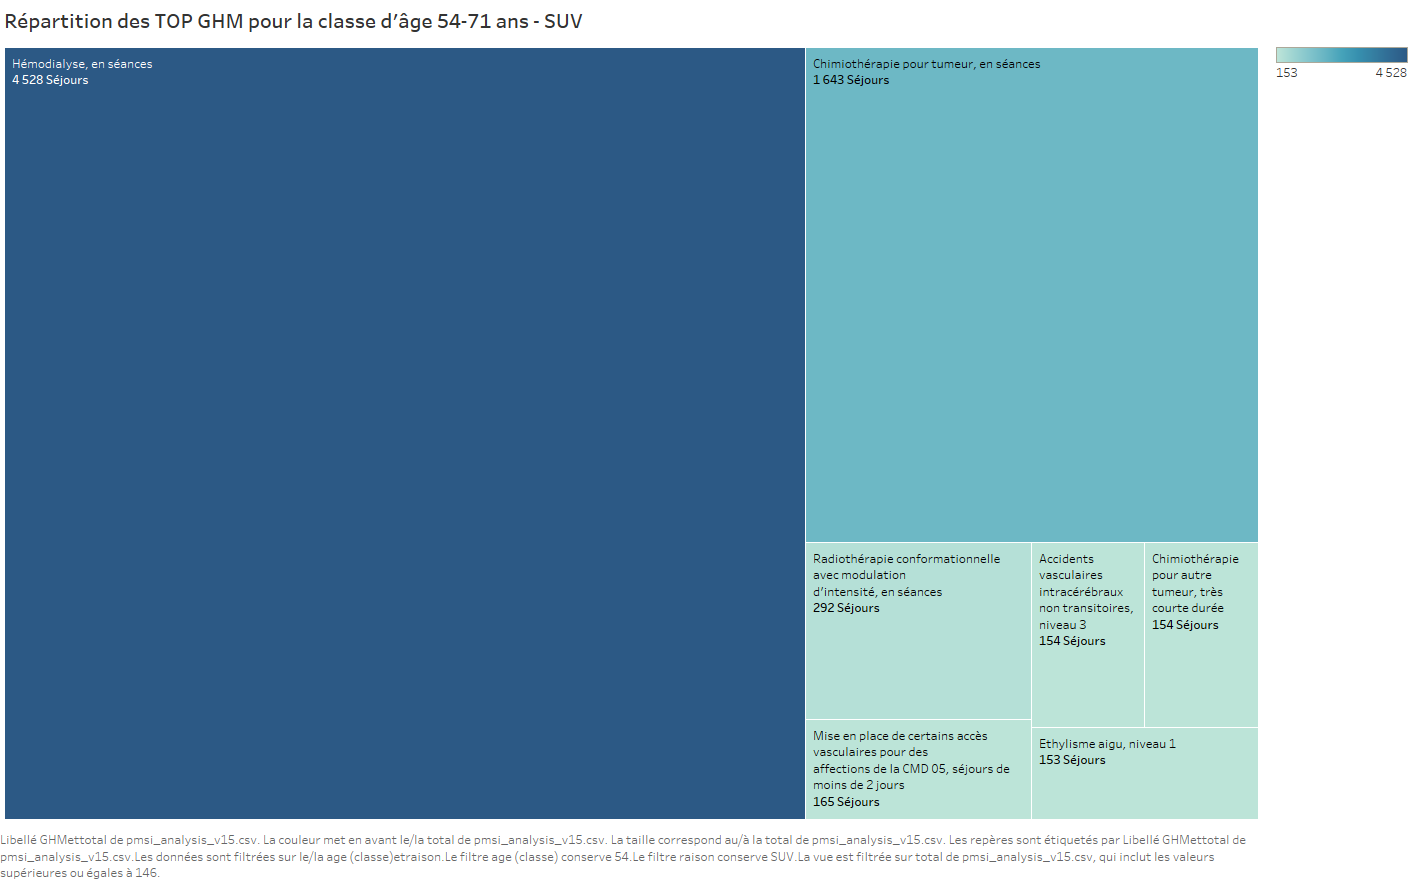 Répartition des TOP GHM pour la classe d’âge 54-71 ans - SUV
Hémodialyse, en séances
4 528 Séjours
Chimiothérapie pour tumeur, en séances
1 643 Séjours
153
4 528
Radiothérapie conformationnelle
avec modulation
d’intensité, en séances
292 Séjours
Accidents
vasculaires
intracérébraux
non transitoires,
niveau 3
154 Séjours
Chimiothérapie
pour autre
tumeur, très
courte durée
154 Séjours
Mise en place de certains accès
vasculaires pour des
affections de la CMD 05, séjours de
moins de 2 jours
165 Séjours
Ethylisme aigu, niveau 1
153 Séjours
Libellé GHMettotal de pmsi_analysis_v15.csv. La couleur met en avant le/la total de pmsi_analysis_v15.csv. La taille correspond au/à la total de pmsi_analysis_v15.csv. Les repères sont étiquetés par Libellé GHMettotal de
pmsi_analysis_v15.csv.Les données sont filtrées sur le/la age (classe)etraison.Le filtre age (classe) conserve 54.Le filtre raison conserve SUV.La vue est filtrée sur total de pmsi_analysis_v15.csv, qui inclut les valeurs
supérieures ou égales à 146.